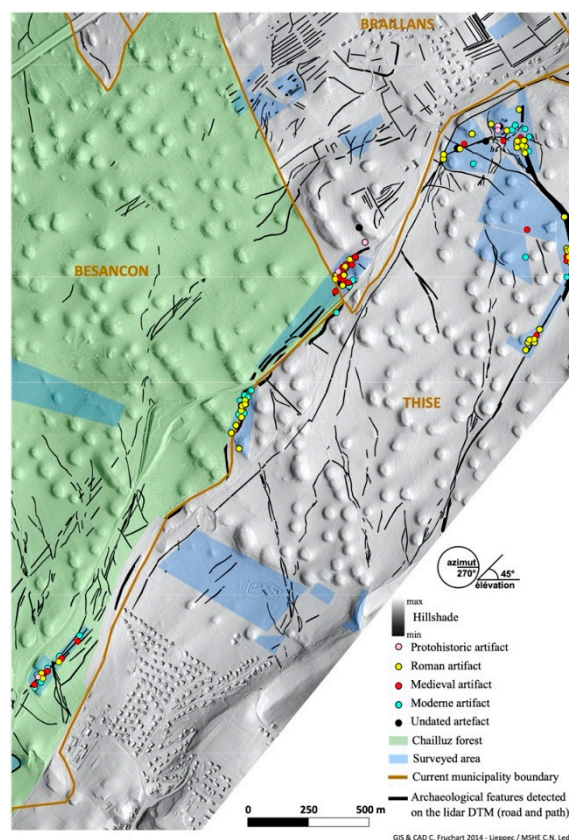 BRAILLANS
BESANCON
THISE
azimut
270°
45°
élévation
max
Hillshade
min
Protohistoric artifact
Roman artifact
Medieval artifact
Moderne artifact
Undated artefact
Chailluz forest
Surveyed area
Current municipality boundary
Archaeological features detected
on the lidar DTM (road and path)
0 250 500 m
GIS & CAD C. Fruchart 2014 - Lieppec / MSHE C.N. Led